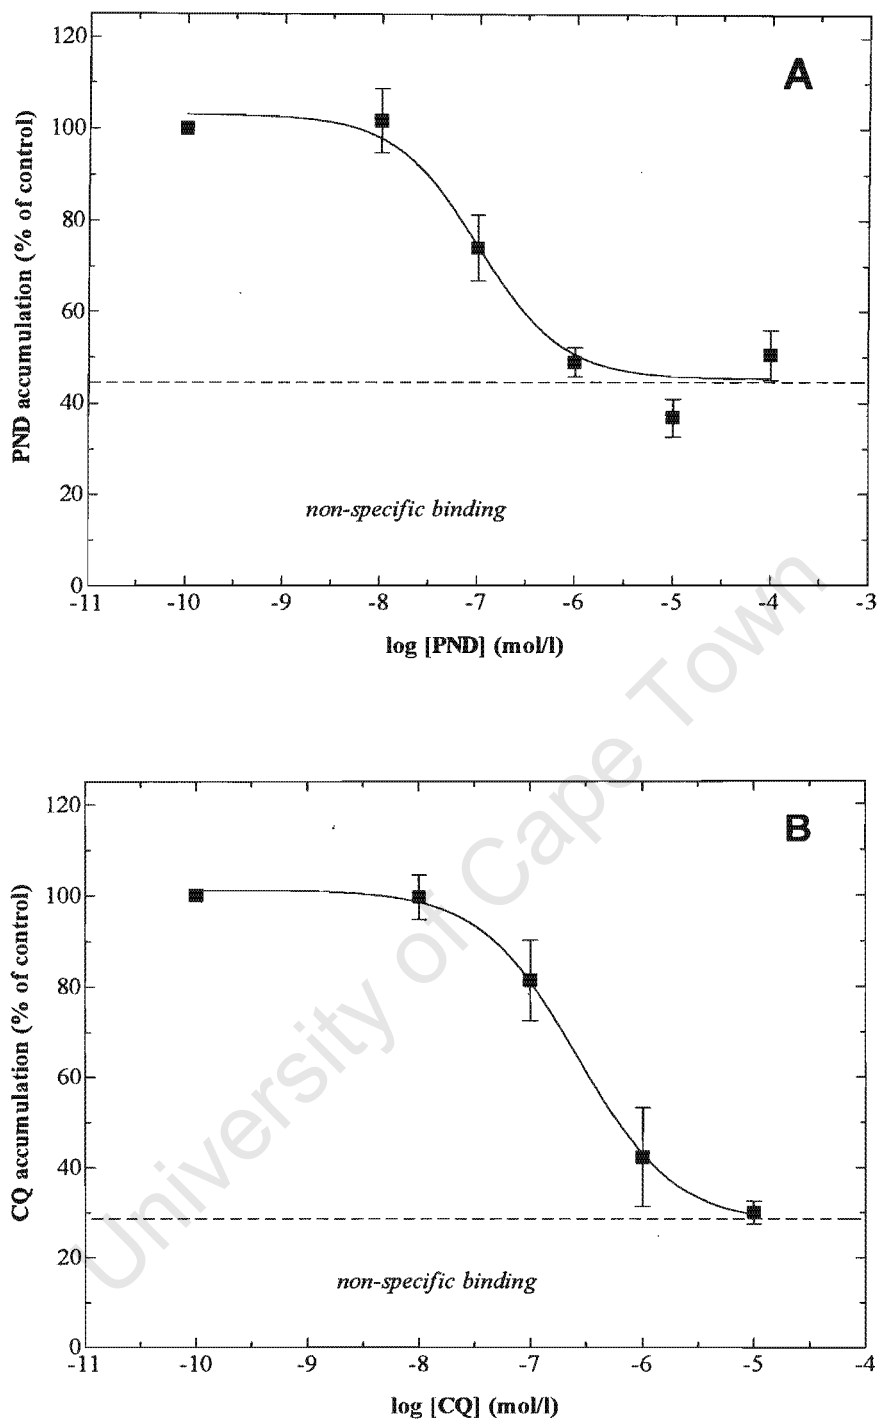 A
120
100
80
60
40
20
0
PND accumulation (% of control)
non-specific binding
-11 -10 -9 -8 -7 -6 -5 -4 -3
log [PND] (mol/l)
B
120
100
80
60
40
20
0
CQ accumulation (% of control)
non-specific binding
-11 -10 -9 -8 -7 -6 -5 -4
log [CQ] (mol/l)
University of Cape Town